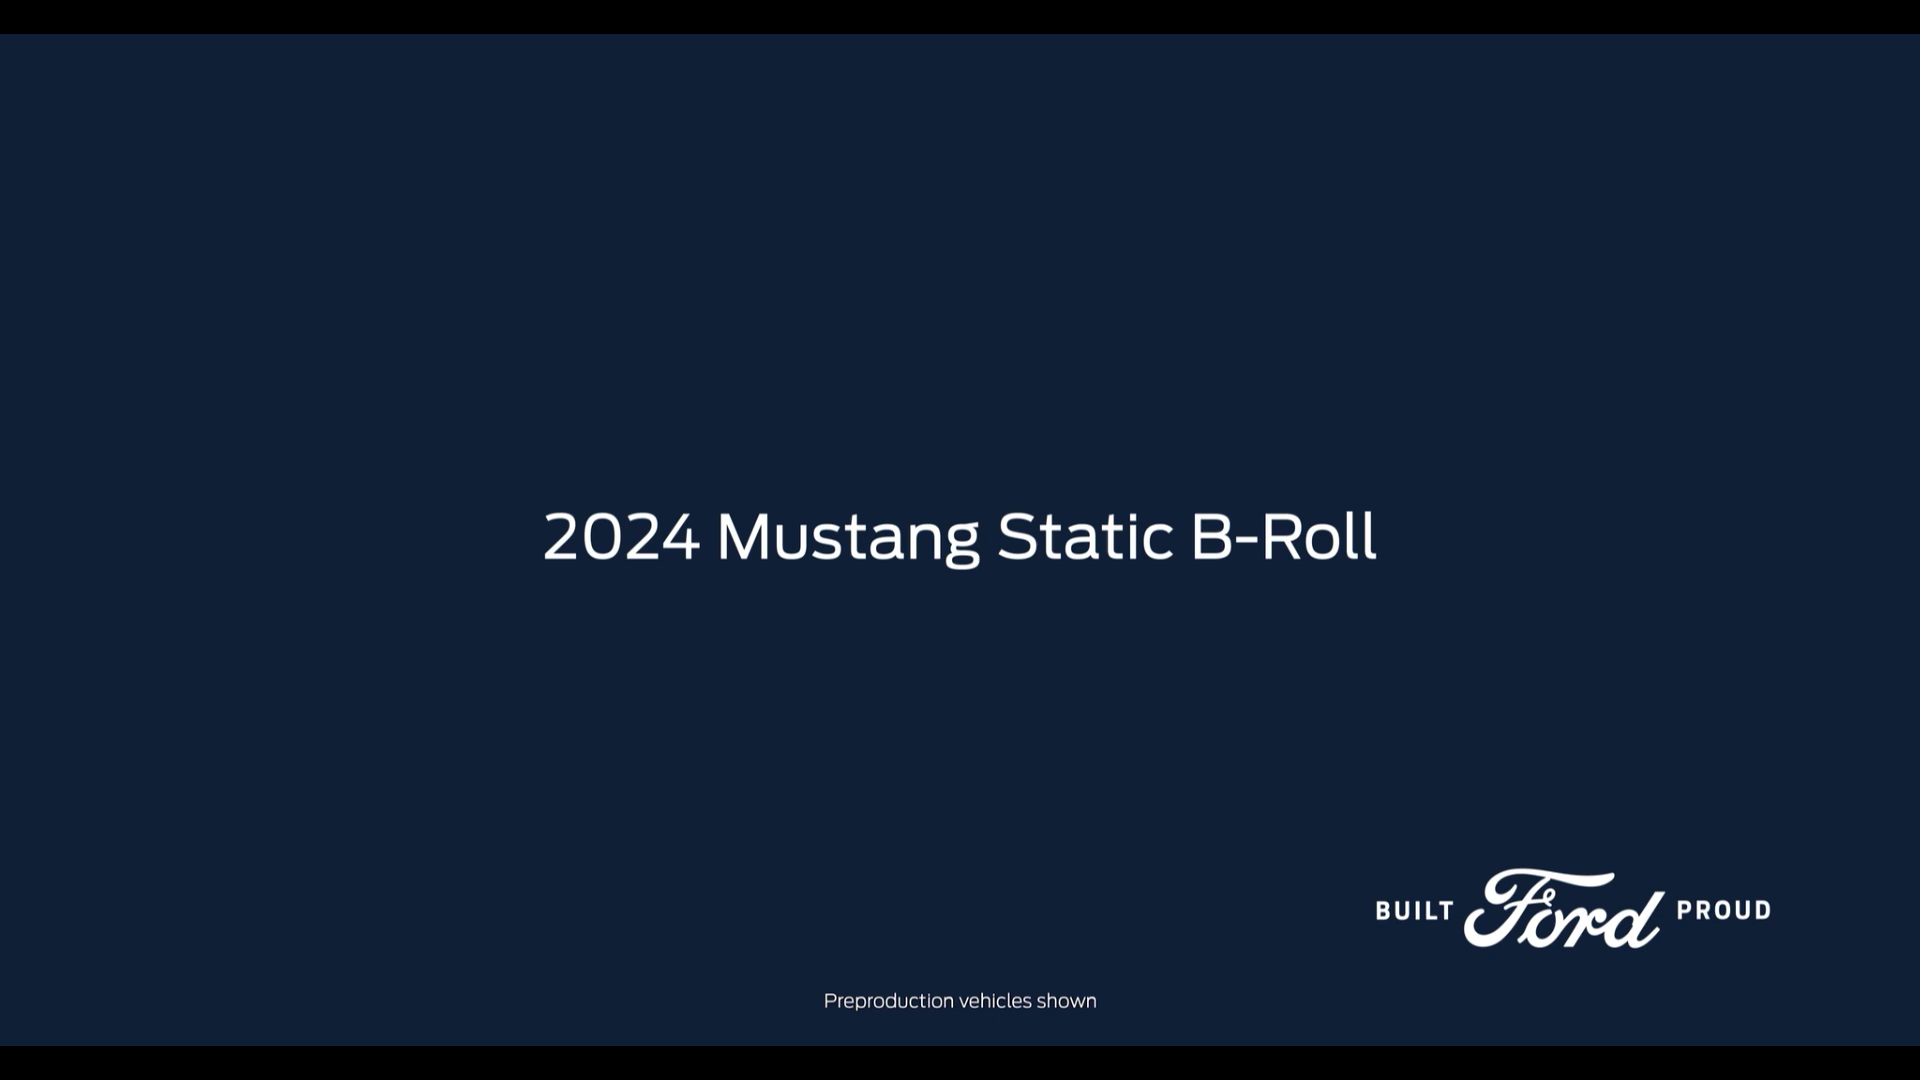 2024 Mustang Static B-Roll
BUILT Ford PROUD
Preproduction vehicles shown